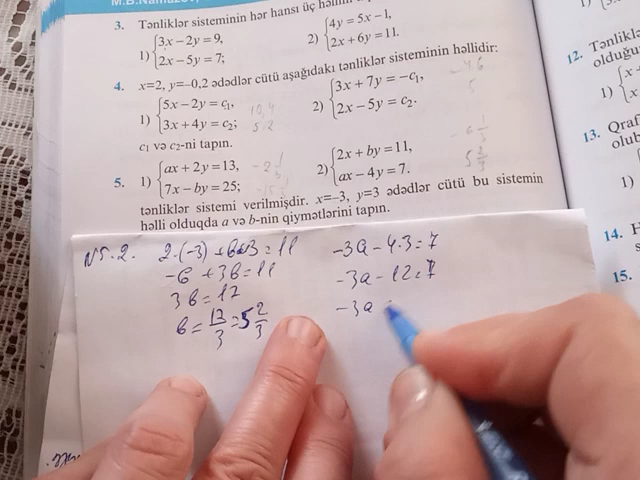 3. Tənliklər sisteminin hər hansı üç
1) {3x − 2y = 9,
2x − 5y = 7;
2) {4y = 5x − 1,
2x + 6y = 11.
4. x=2, y=−0,2 ədədlər cütü aşağıdakı tənliklər sisteminin həllidir:
1) {5x − 2y = c₁,
3x + 4y = c₂;
2) {3x + 7y = −c₁,
2x − 5y = c₂.
c₁ və c₂-ni tapın.
5. 1) {ax + 2y = 13,
7x − by = 25;
2) {2x + by = 11,
ax − 4y = 7.
tənliklər sistemi verilmişdir. x=−3, y=3 ədədlər cütü bu sistemin
həlli olduqda a və b-nin qiymətlərini tapın.
12. Tənliklə
1)
13. Qraf
olub
1)
14.
15.
N5.2. 2·(-3) + b·3 = 11
-6 + 3b = 11
3b = 17
b = 17/3 = 5 2/3
-3a - 4·3 = 7
-3a - 12 = 7
-3a